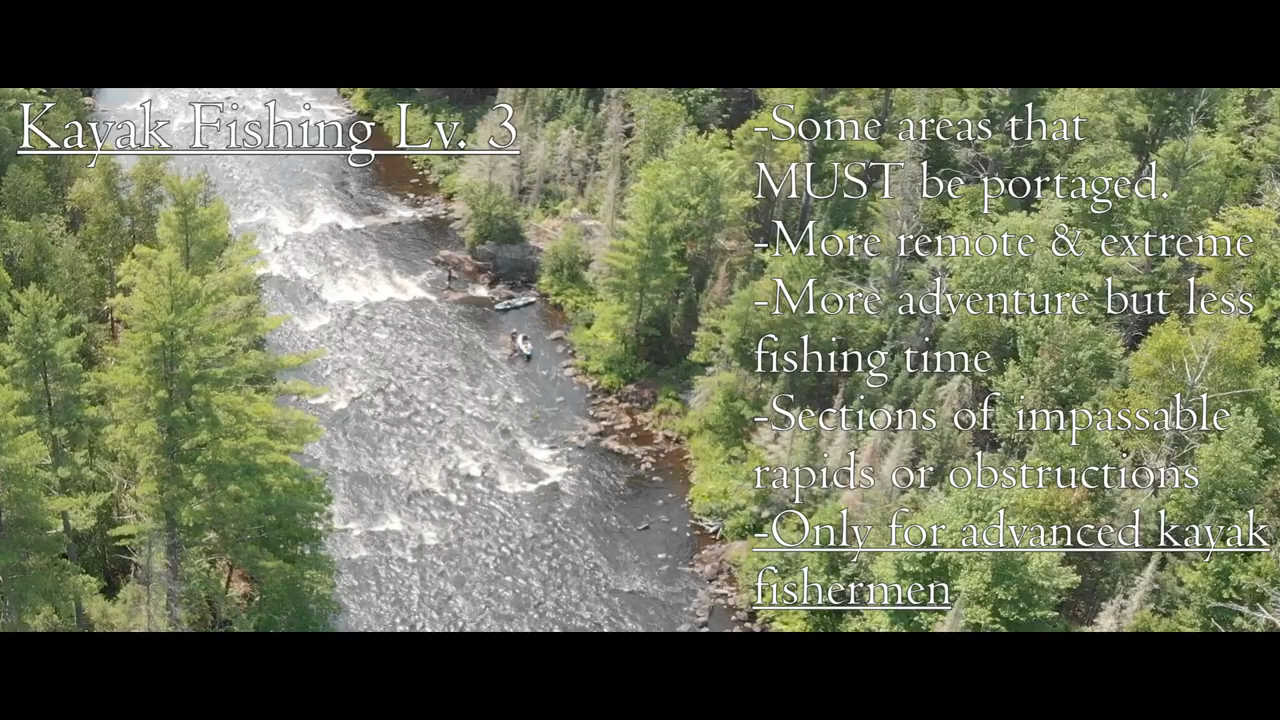 Kayak Fishing Lv. 3
-Some areas that
MUST be portaged.
-More remote & extreme
-More adventure but less
fishing time
-Sections of impassable
rapids or obstructions
-Only for advanced kayak
fishermen